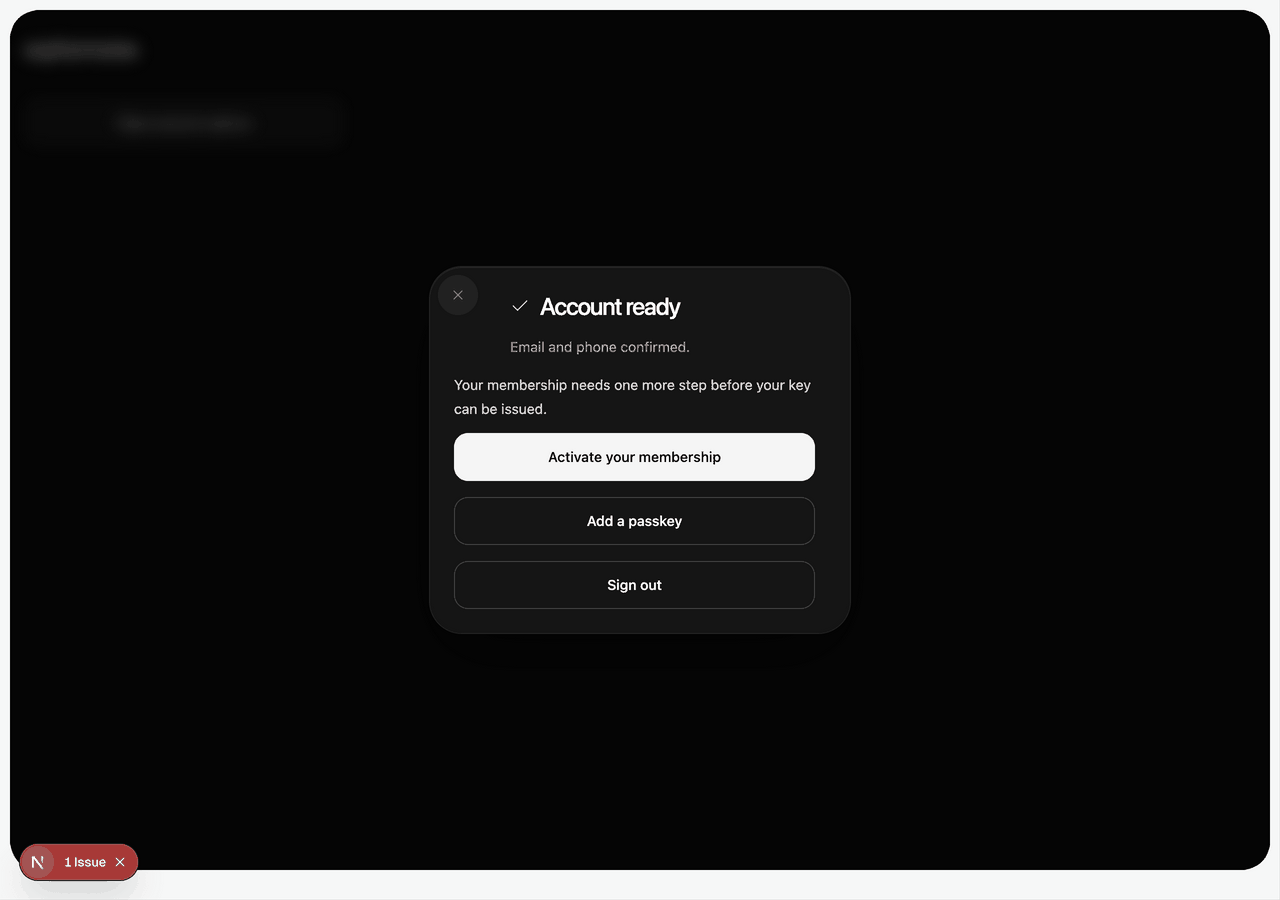 Account ready
Email and phone confirmed.
Your membership needs one more step before your key
can be issued.
Activate your membership
Add a passkey
Sign out
N 1 Issue